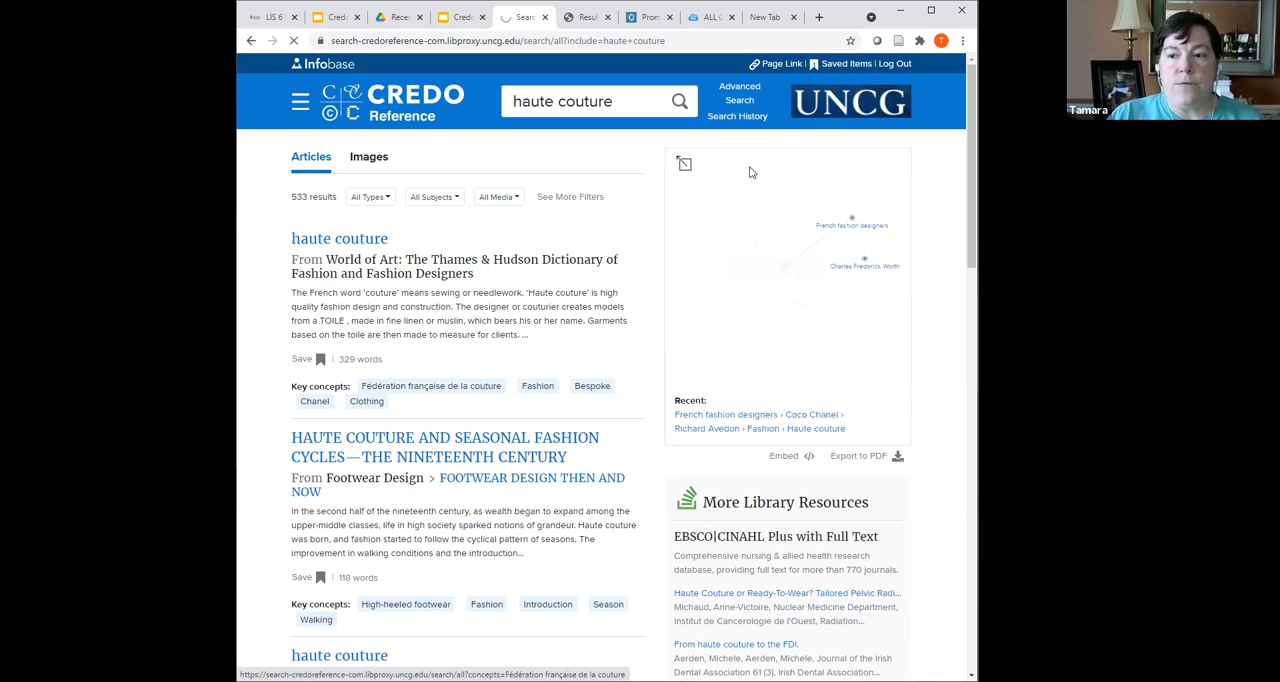 LIS 6
Cred
Recen
Cred
Searc
Resul
Prom
ALL C
New Tab
search-credoreference-com.libproxy.uncg.edu/search/all?include=haute+couture
T
Infobase
Page Link | Saved Items | Log Out
CREDO
Reference
haute couture
Advanced
Search
Search History
UNCG
Articles Images
533 results All Types All Subjects All Media See More Filters
haute couture
From World of Art: The Thames & Hudson Dictionary of
Fashion and Fashion Designers
The French word 'couture' means sewing or needlework. 'Haute couture' is high
quality fashion design and construction. The designer or couturier creates models
from a TOILE , made in fine linen or muslin, which bears his or her name. Garments
based on the toile are then made to measure for clients. ...
Save | 329 words
Key concepts: Fédération française de la couture Fashion Bespoke
Chanel Clothing
HAUTE COUTURE AND SEASONAL FASHION
CYCLES—THE NINETEENTH CENTURY
From Footwear Design > FOOTWEAR DESIGN THEN AND
NOW
In the second half of the nineteenth century, as wealth began to expand among the
upper-middle classes, life in high society sparked notions of grandeur. Haute couture
was born, and fashion started to follow the cyclical pattern of seasons. The
improvement in walking conditions and the introduction...
Save | 118 words
Key concepts: High-heeled footwear Fashion Introduction Season
Walking
haute couture
https://search-credoreference-com.libproxy.uncg.edu/search/all?concepts=Fédération française de la couture
French fashion designers
Charles Frederick Worth
Recent:
French fashion designers › Coco Chanel ›
Richard Avedon › Fashion › Haute couture
Embed </> Export to PDF
More Library Resources
EBSCO|CINAHL Plus with Full Text
Comprehensive nursing & allied health research
database, providing full text for more than 770 journals.
Haute Couture or Ready-To-Wear? Tailored Pelvic Radi...
Michaud, Anne-Victoire, Nuclear Medicine Department,
Institut de Cancerologie de l'Ouest, Radiation...
From haute couture to the FDI.
Aerden, Michele, Aerden, Michele, Journal of the Irish
Dental Association 61 (3), Irish Dental Association...
Tamara